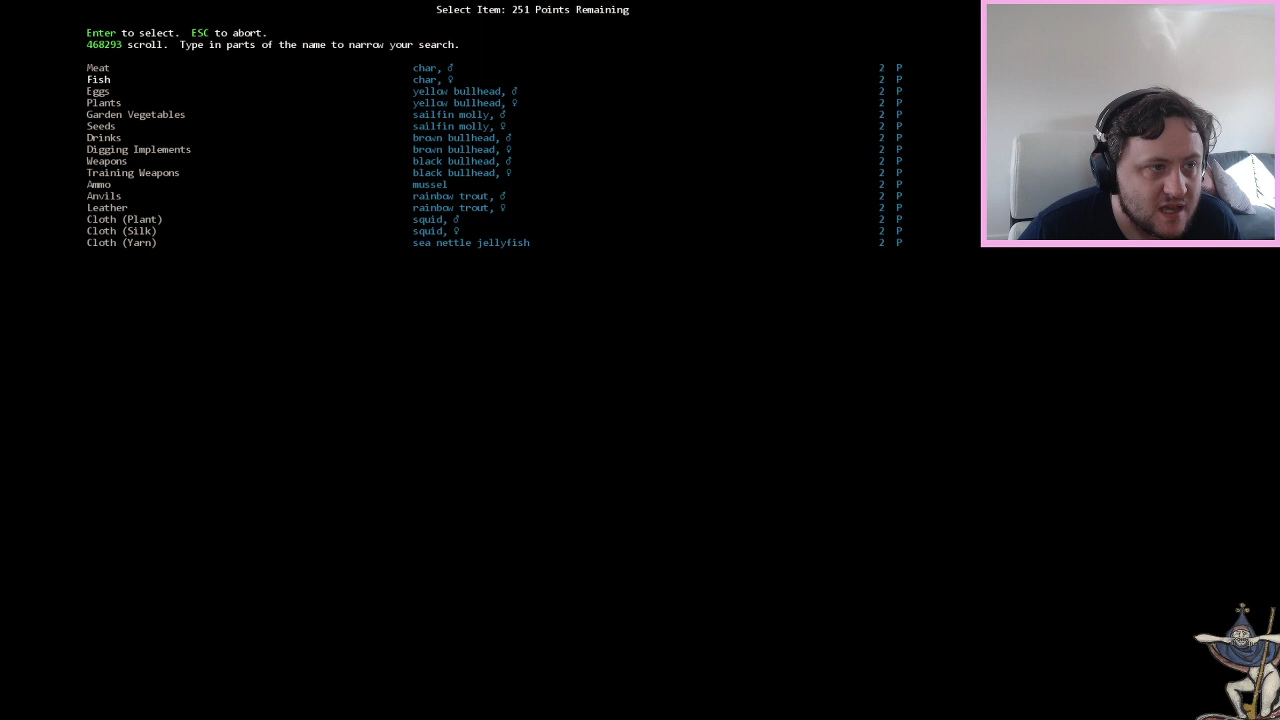 Select Item: 251 Points Remaining
Enter to select. ESC to abort.
468293 scroll. Type in parts of the name to narrow your search.
Meat char, ♂ 2 P
Fish char, ♀ 2 P
Eggs yellow bullhead, ♂ 2 P
Plants yellow bullhead, ♀ 2 P
Garden Vegetables sailfin molly, ♂ 2 P
Seeds sailfin molly, ♀ 2 P
Drinks brown bullhead, ♂ 2 P
Digging Implements brown bullhead, ♀ 2 P
Weapons black bullhead, ♂ 2 P
Training Weapons black bullhead, ♀ 2 P
Ammo mussel 2 P
Anvils rainbow trout, ♂ 2 P
Leather rainbow trout, ♀ 2 P
Cloth (Plant) squid, ♂ 2 P
Cloth (Silk) squid, ♀ 2 P
Cloth (Yarn) sea nettle jellyfish 2 P